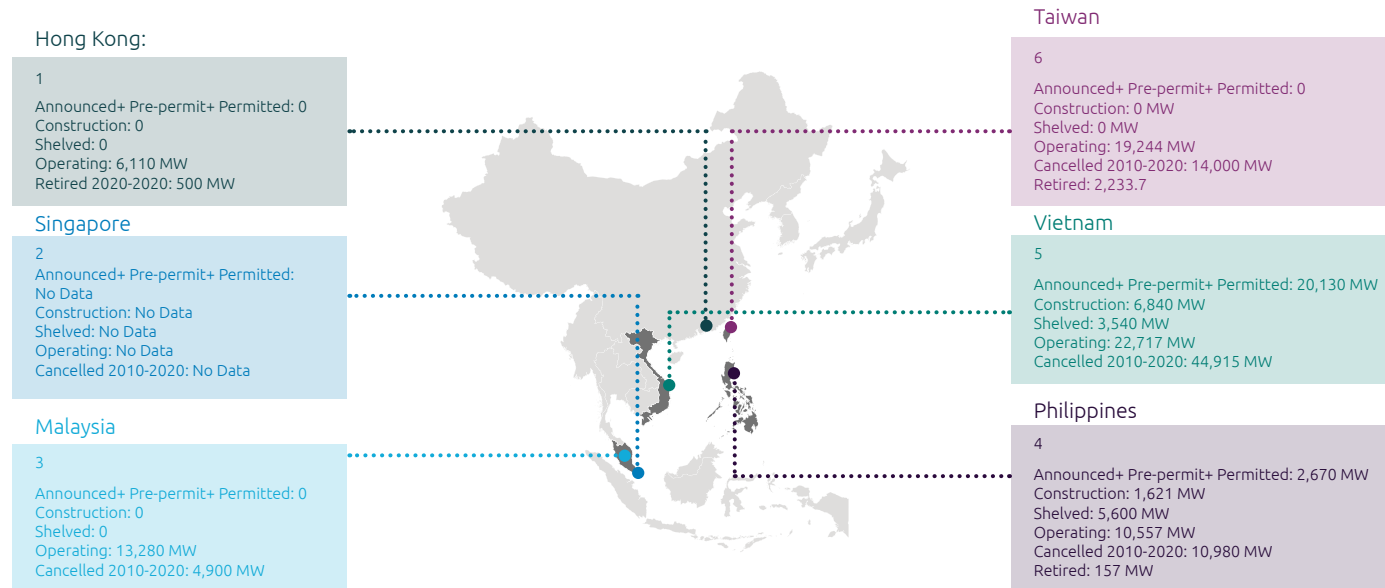 Hong Kong:
1
Announced+ Pre-permit+ Permitted: 0
Construction: 0
Shelved: 0
Operating: 6,110 MW
Retired 2020-2020: 500 MW
Singapore
2
Announced+ Pre-permit+ Permitted:
No Data
Construction: No Data
Shelved: No Data
Operating: No Data
Cancelled 2010-2020: No Data
Malaysia
3
Announced+ Pre-permit+ Permitted: 0
Construction: 0
Shelved: 0
Operating: 13,280 MW
Cancelled 2010-2020: 4,900 MW
Taiwan
6
Announced+ Pre-permit+ Permitted: 0
Construction: 0 MW
Shelved: 0 MW
Operating: 19,244 MW
Cancelled 2010-2020: 14,000 MW
Retired: 2,233.7
Vietnam
5
Announced+ Pre-permit+ Permitted: 20,130 MW
Construction: 6,840 MW
Shelved: 3,540 MW
Operating: 22,717 MW
Cancelled 2010-2020: 44,915 MW
Philippines
4
Announced+ Pre-permit+ Permitted: 2,670 MW
Construction: 1,621 MW
Shelved: 5,600 MW
Operating: 10,557 MW
Cancelled 2010-2020: 10,980 MW
Retired: 157 MW